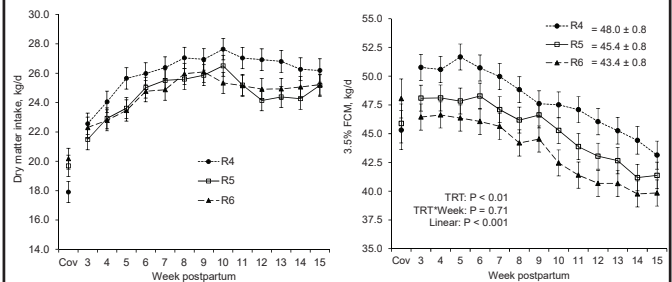 30.0
28.0
26.0
24.0
22.0
20.0
18.0
16.0
14.0
Dry matter intake, kg/d
R4
R5
R6
Cov 3 4 5 6 7 8 9 10 11 12 13 14 15
Week postpartum
55.0
50.0
45.0
40.0
35.0
3.5% FCM, kg/d
R4 = 48.0 ± 0.8
R5 = 45.4 ± 0.8
R6 = 43.4 ± 0.8
TRT: P < 0.01
TRT*Week: P = 0.71
Linear: P < 0.001
Cov 3 4 5 6 7 8 9 10 11 12 13 14 15
Week postpartum